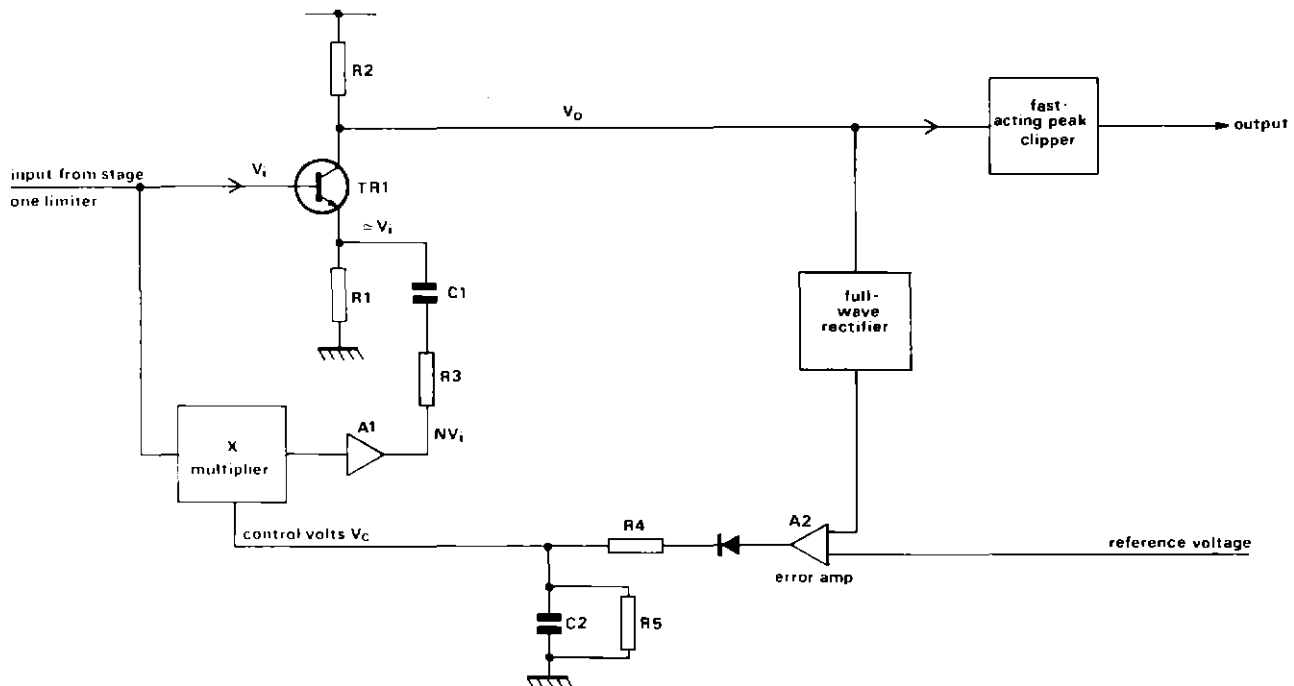 R2
fast-
acting peak
clipper
Vo
output
input from stage
one limiter
Vi
TR1
≃Vi
R1
C1
full-
wave
rectifier
R3
A1
NVi
X
multiplier
control volts VC
R4
A2
error amp
reference voltage
C2
R5